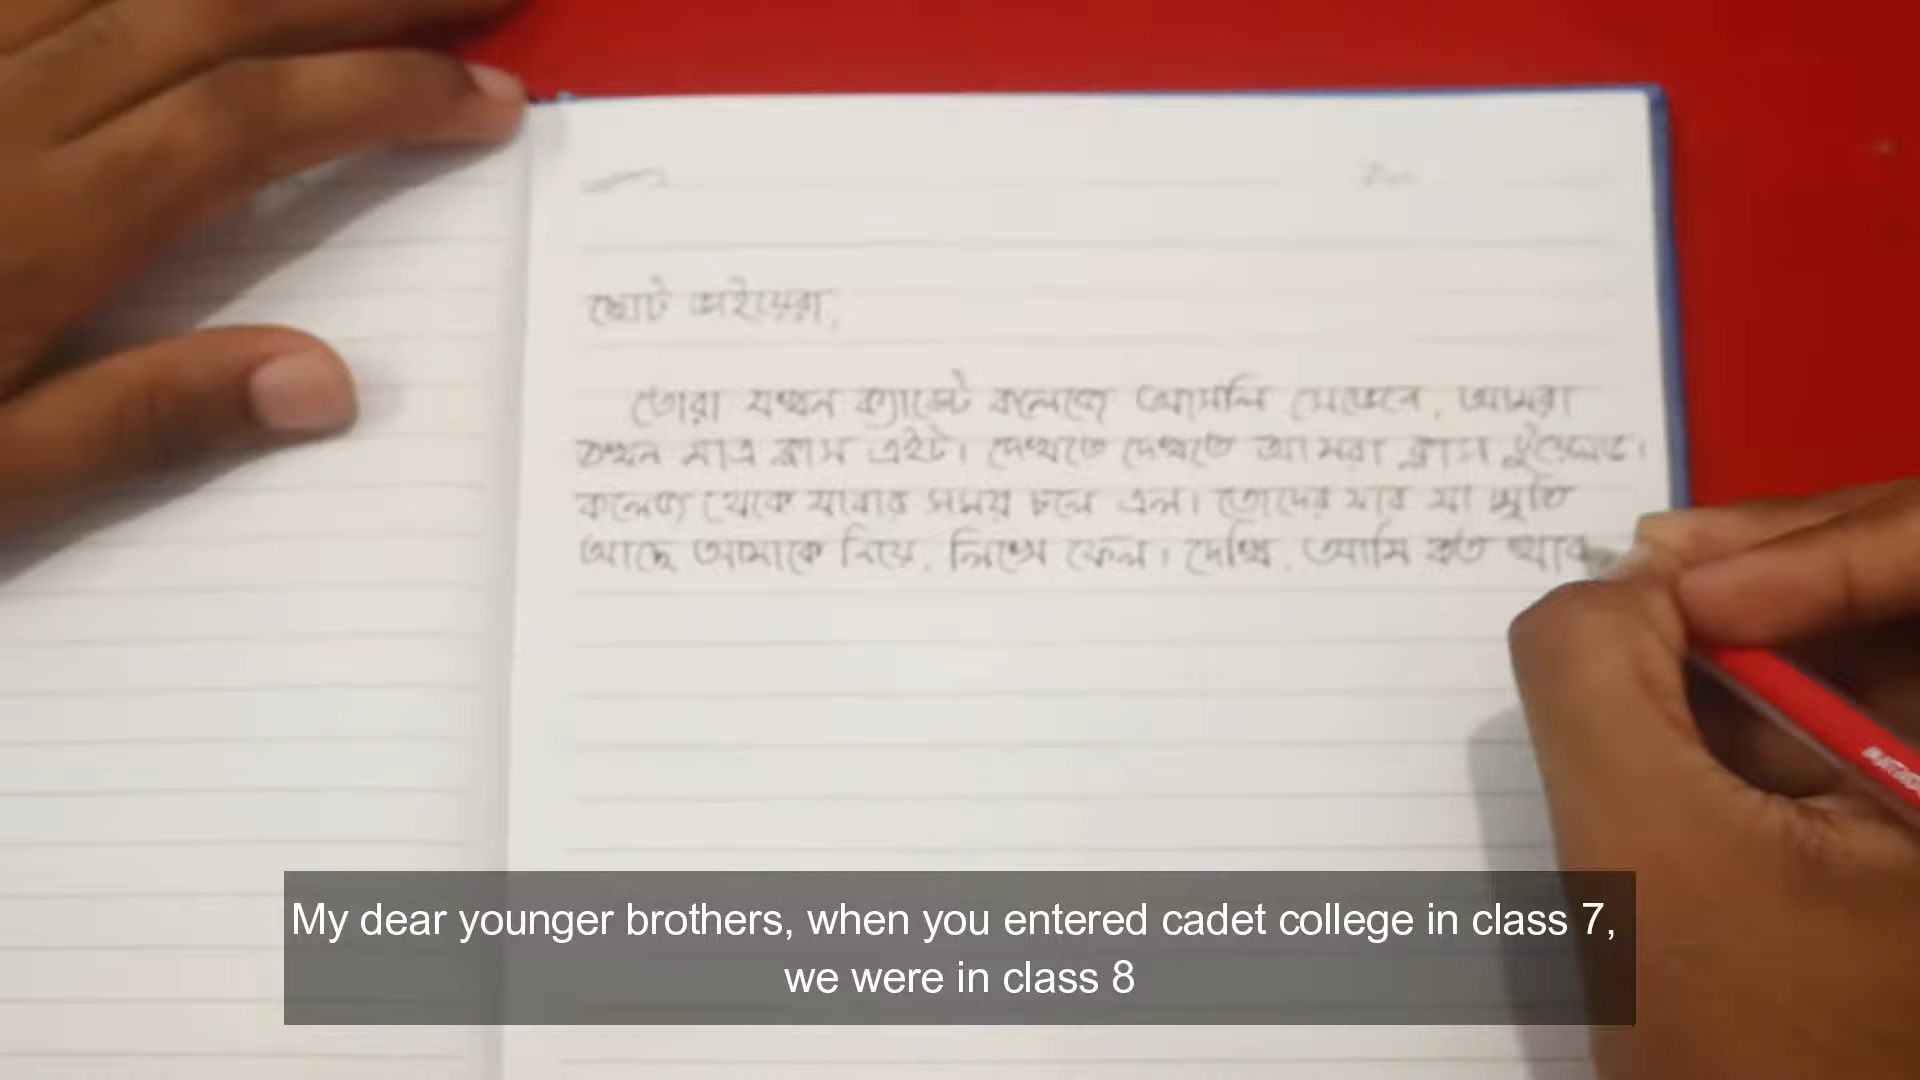 ছোট ভাইয়েরা,
তোরা যখন ক্যাডেট কলেজে আসলি সেভেনে, আমরা
তখন মাত্র ক্লাস এইট। দেখতে দেখতে আমরা ক্লাস টুয়েলভে।
কলেজ থেকে যাবার সময় চলে এল। তোদের যার যা স্মৃতি
আছে আমাকে নিয়ে, লিখে ফেল। দেখি, আমি কত
My dear younger brothers, when you entered cadet college in class 7,
we were in class 8